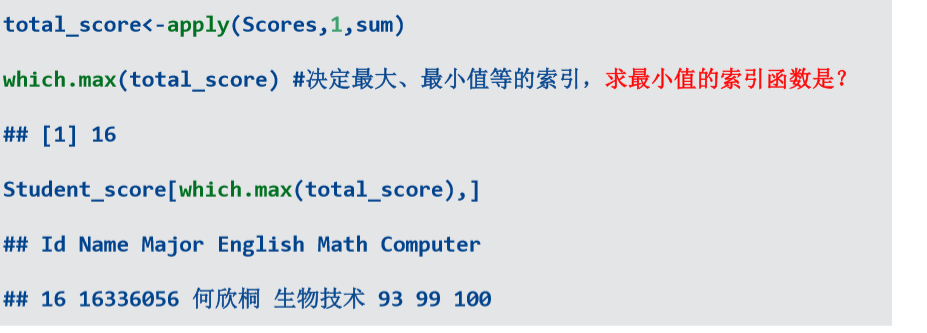 total_score<-apply(Scores,1,sum)
which.max(total_score) #决定最大、最小值等的索引，求最小值的索引函数是？
## [1] 16
Student_score[which.max(total_score),]
## Id Name Major English Math Computer
## 16 16336056 何欣桐 生物技术 93 99 100